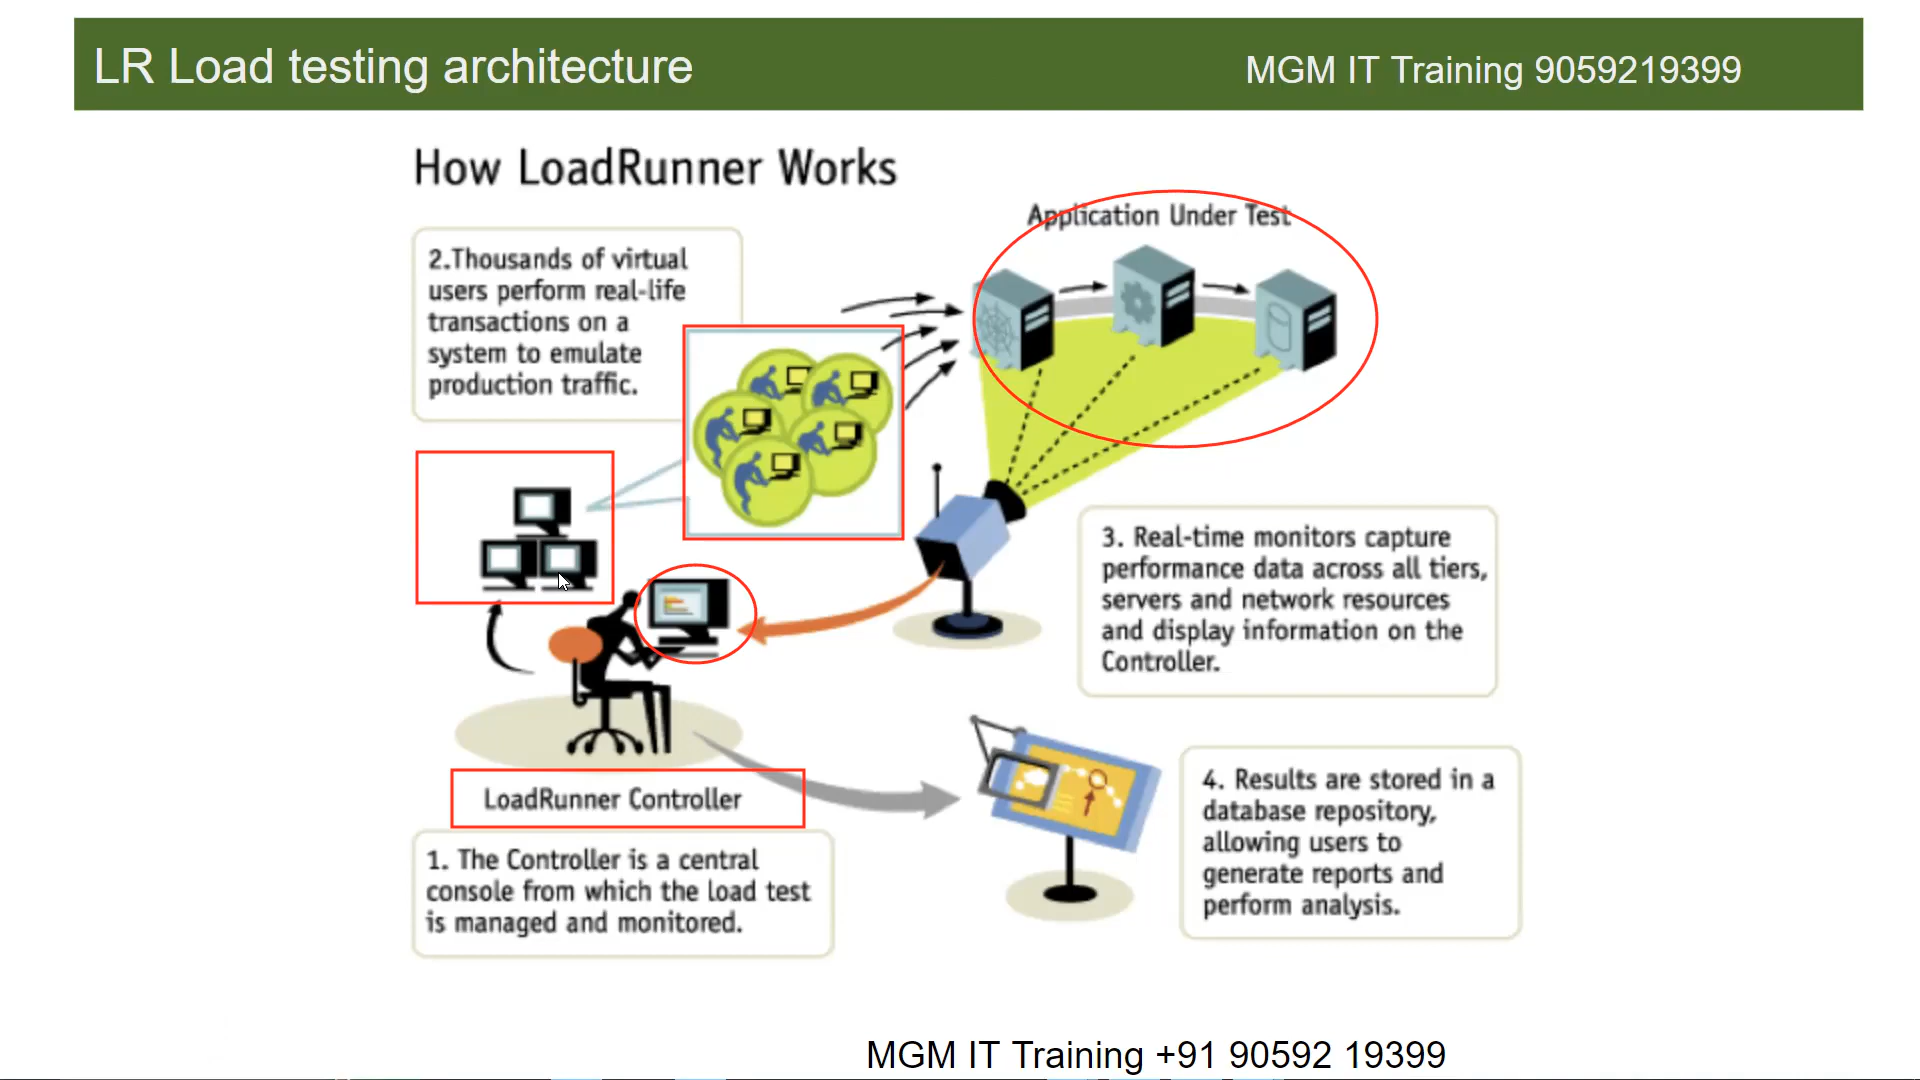 LR Load testing architecture
MGM IT Training 9059219399
How LoadRunner Works
Application Under Test
2.Thousands of virtual
users perform real-life
transactions on a
system to emulate
production traffic.
3. Real-time monitors capture
performance data across all tiers,
servers and network resources
and display information on the
Controller.
LoadRunner Controller
1. The Controller is a central
console from which the load test
is managed and monitored.
4. Results are stored in a
database repository,
allowing users to
generate reports and
perform analysis.
MGM IT Training +91 90592 19399